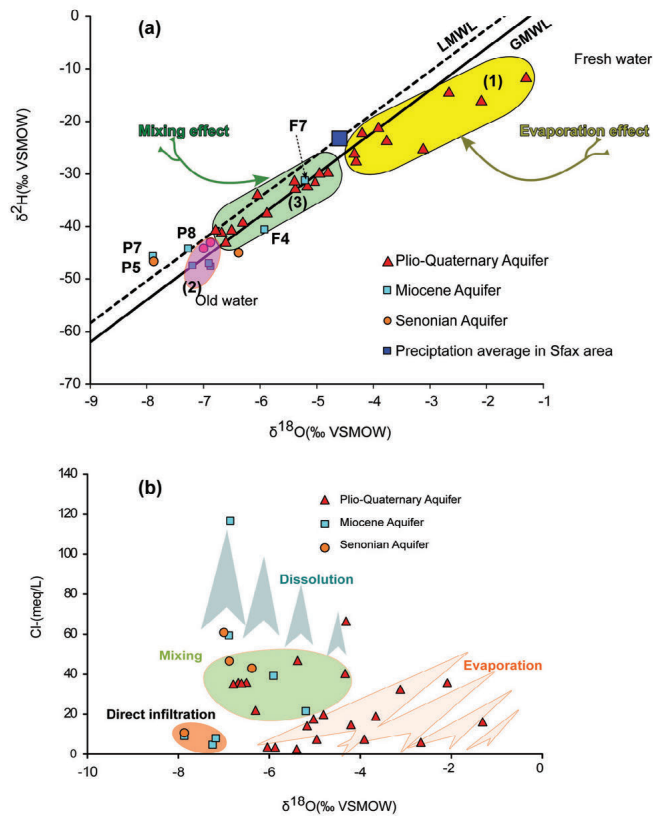 (a)
LMWL
GMWL
Fresh water
(1)
Mixing effect
F7
Evaporation effect
(3)
P7
P8
F4
P5
(2)
Old water
Plio-Quaternary Aquifer
Miocene Aquifer
Senonian Aquifer
Preciptation average in Sfax area
δ2H(‰ VSMOW)
0
-10
-20
-30
-40
-50
-60
-70
-9 -8 -7 -6 -5 -4 -3 -2 -1
δ18O(‰ VSMOW)
(b)
Plio-Quaternary Aquifer
Miocene Aquifer
Senonian Aquifer
Dissolution
Mixing
Evaporation
Direct infiltration
Cl-(meq/L)
140
120
100
80
60
40
20
0
-10 -8 -6 -4 -2 0
δ18O(‰ VSMOW)